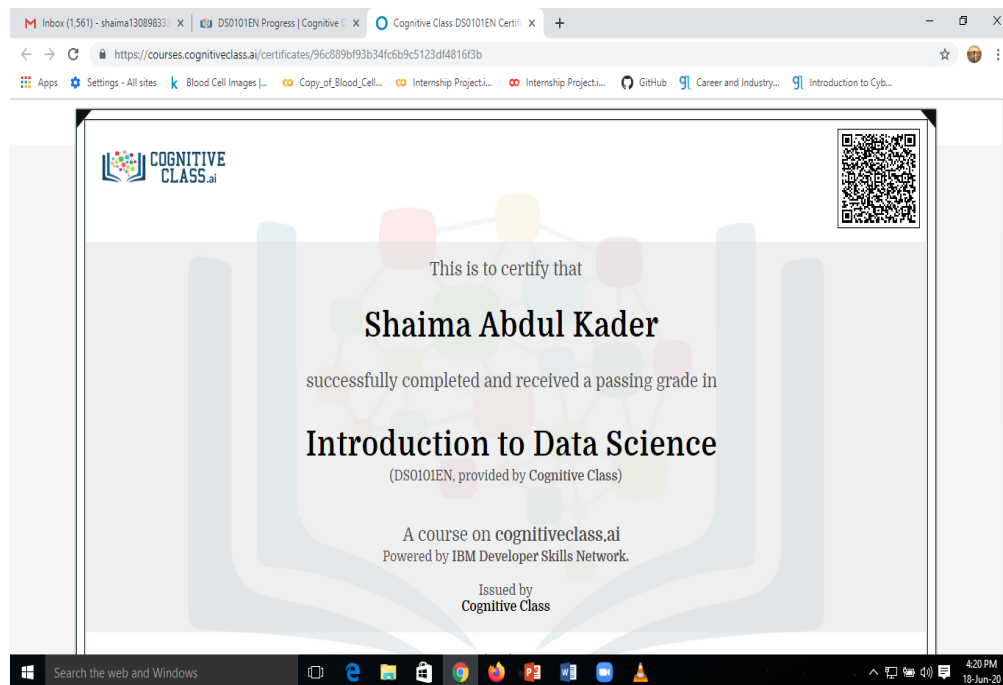 Inbox (1,561) - shaima130898333
DS0101EN Progress | Cognitive C
Cognitive Class DS0101EN Certifi
https://courses.cognitiveclass.ai/certificates/96c889bf93b34fc6b9c5123df4816f3b
Apps
Settings - All sites
Blood Cell Images |...
Copy_of_Blood_Cell...
Internship Project.i...
Internship Project.i...
GitHub
Career and Industry...
Introduction to Cyb...
COGNITIVE
CLASS.ai
This is to certify that
Shaima Abdul Kader
successfully completed and received a passing grade in
Introduction to Data Science
(DS0101EN, provided by Cognitive Class)
A course on cognitiveclass.ai
Powered by IBM Developer Skills Network.
Issued by
Cognitive Class
Search the web and Windows
4:20 PM
18-Jun-20